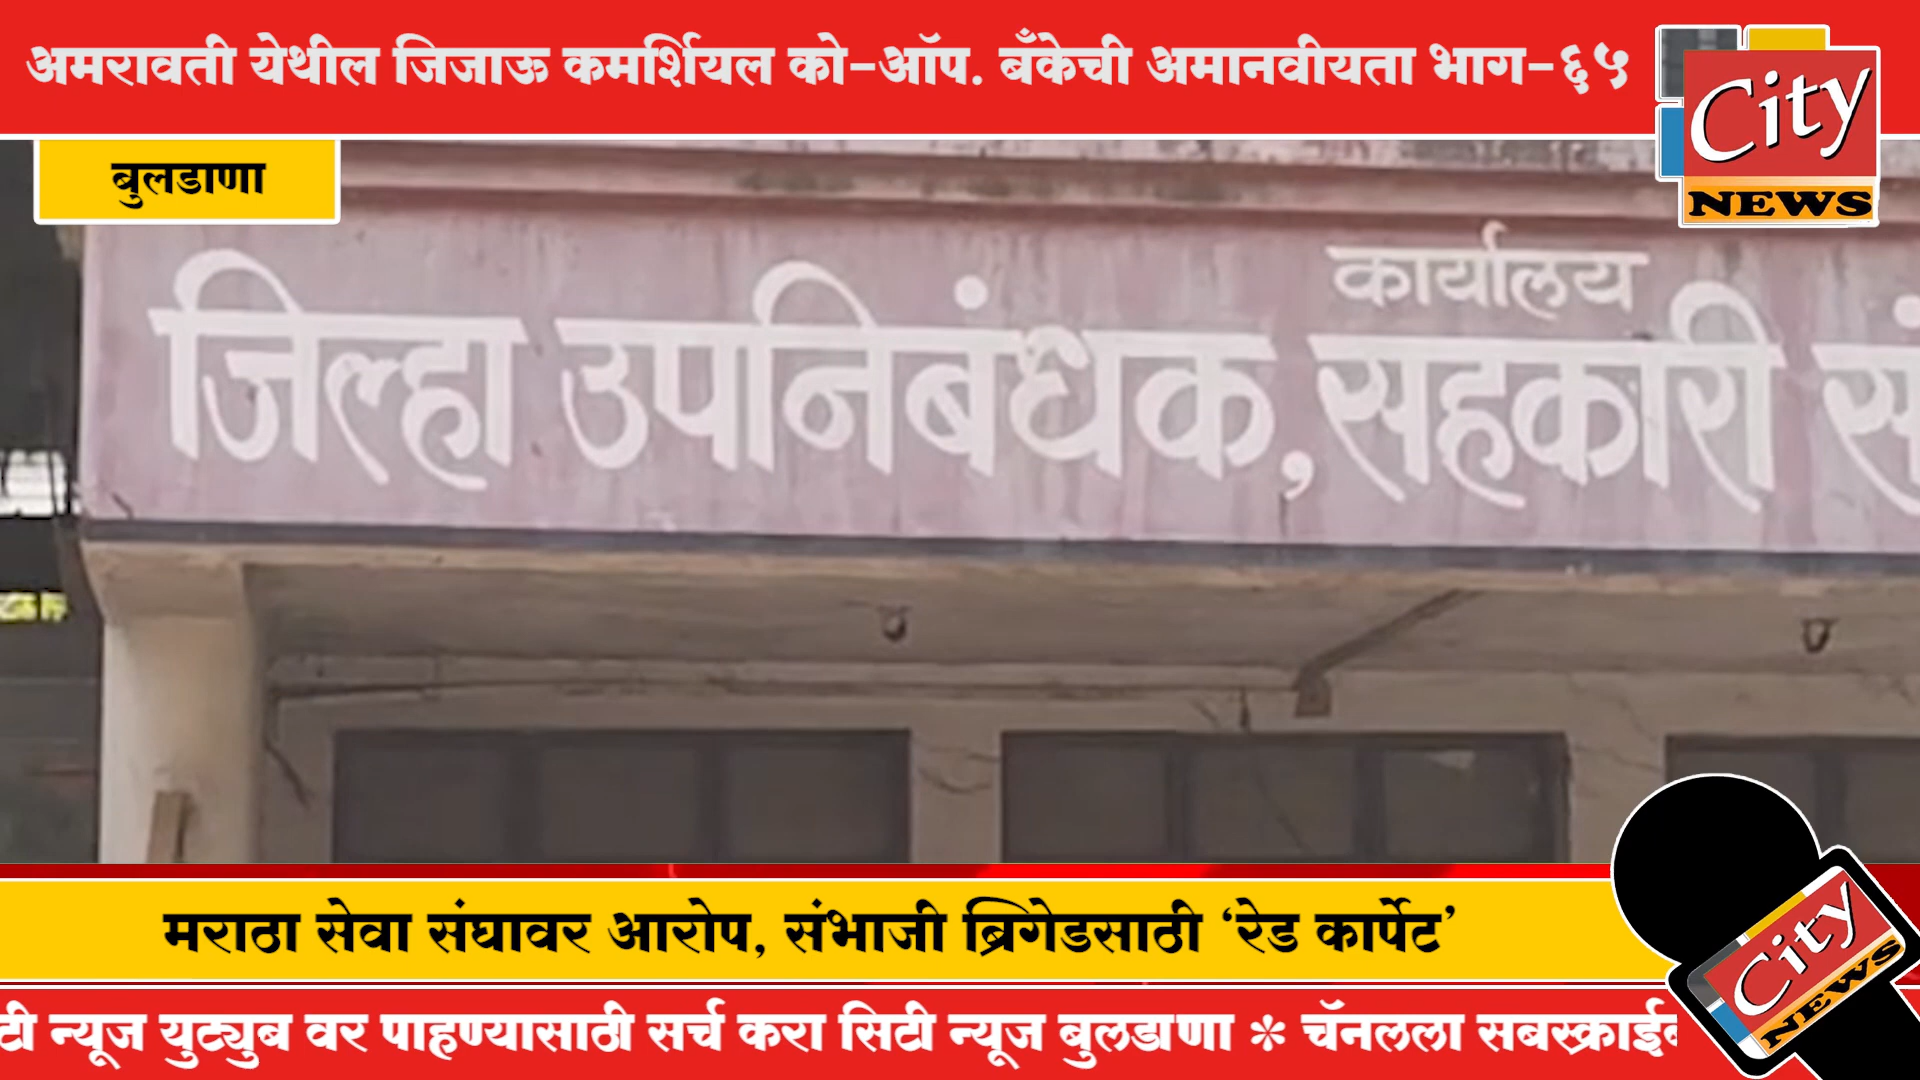 अमरावती येथील जिजाऊ कमर्शियल को-ऑप. बँकेची अमानवीयता भाग-६५
City
NEWS
बुलडाणा
कार्यालय
जिल्हा उपनिबंधक, सहकारी सं
मराठा सेवा संघावर आरोप, संभाजी ब्रिगेडसाठी ‘रेड कार्पेट’
City
NEWS
टी न्यूज युट्युब वर पाहण्यासाठी सर्च करा सिटी न्यूज बुलडाणा * चॅनलला सबस्क्राईब